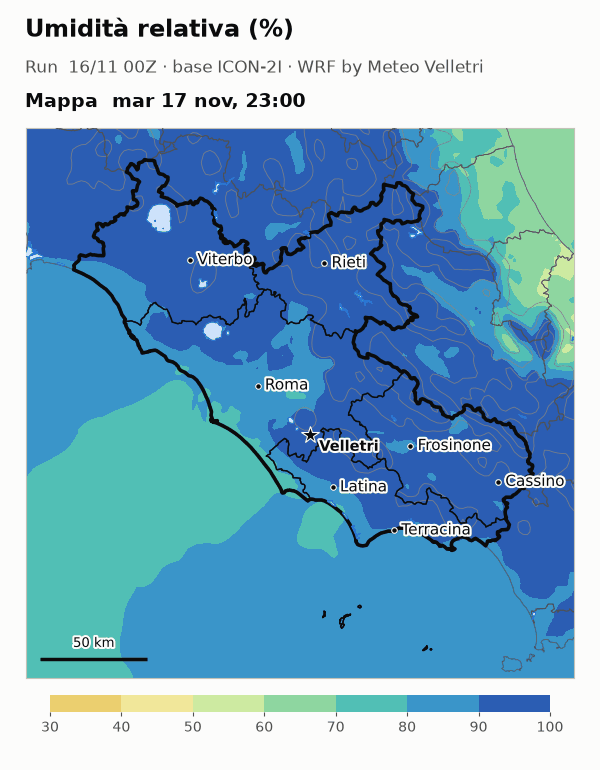 Umidità relativa (%)
Run  16/11 00Z · base ICON-2I · WRF by Meteo Velletri
Mappa  mar 17 nov, 23:00
Viterbo
Rieti
Roma
Velletri
Frosinone
Cassino
Latina
Terracina
50 km
30 40 50 60 70 80 90 100